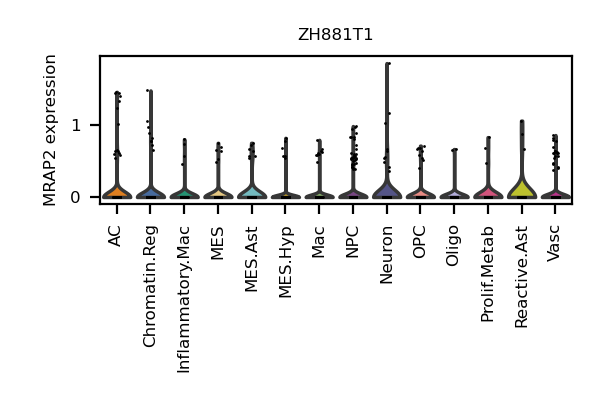 ZH881T1
MRAP2 expression
1
0
AC
Chromatin.Reg
Inflammatory.Mac
MES
MES.Ast
MES.Hyp
Mac
NPC
Neuron
OPC
Oligo
Prolif.Metab
Reactive.Ast
Vasc